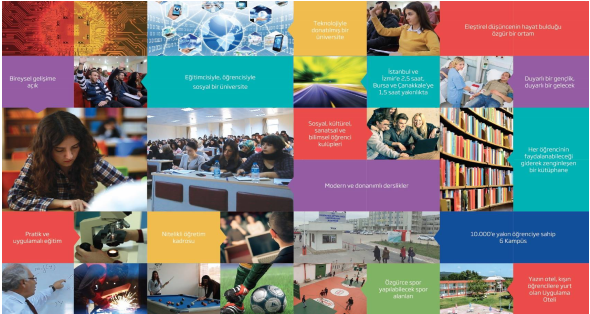 Teknolojiyle
donatılmış bir
üniversite
Eleştirel düşüncenin hayat bulduğu
özgür bir ortam
Bireysel gelişime
açık
Eğitimcisiyle, öğrencisiyle
sosyal bir üniversite
İstanbul ve
İzmir'e 2,5 saat,
Bursa ve Çanakkale'ye
1,5 saat yakınlıkta
Duyarlı bir gençlik,
duyarlı bir gelecek
Sosyal, kültürel,
sanatsal ve
bilimsel öğrenci
kulüpleri
Her öğrencinin
faydalanabileceği
giderek zenginleşen
bir kütüphane
Modern ve donanımlı derslikler
Pratik ve
uygulamalı eğitim
Nitelikli öğretim
kadrosu
10.000'e yakın öğrenciye sahip
6 Kampüs
Özgürce spor
yapılabilecek spor
alanları
Yazın otel, kışın
öğrencilere yurt
olan Uygulama
Oteli